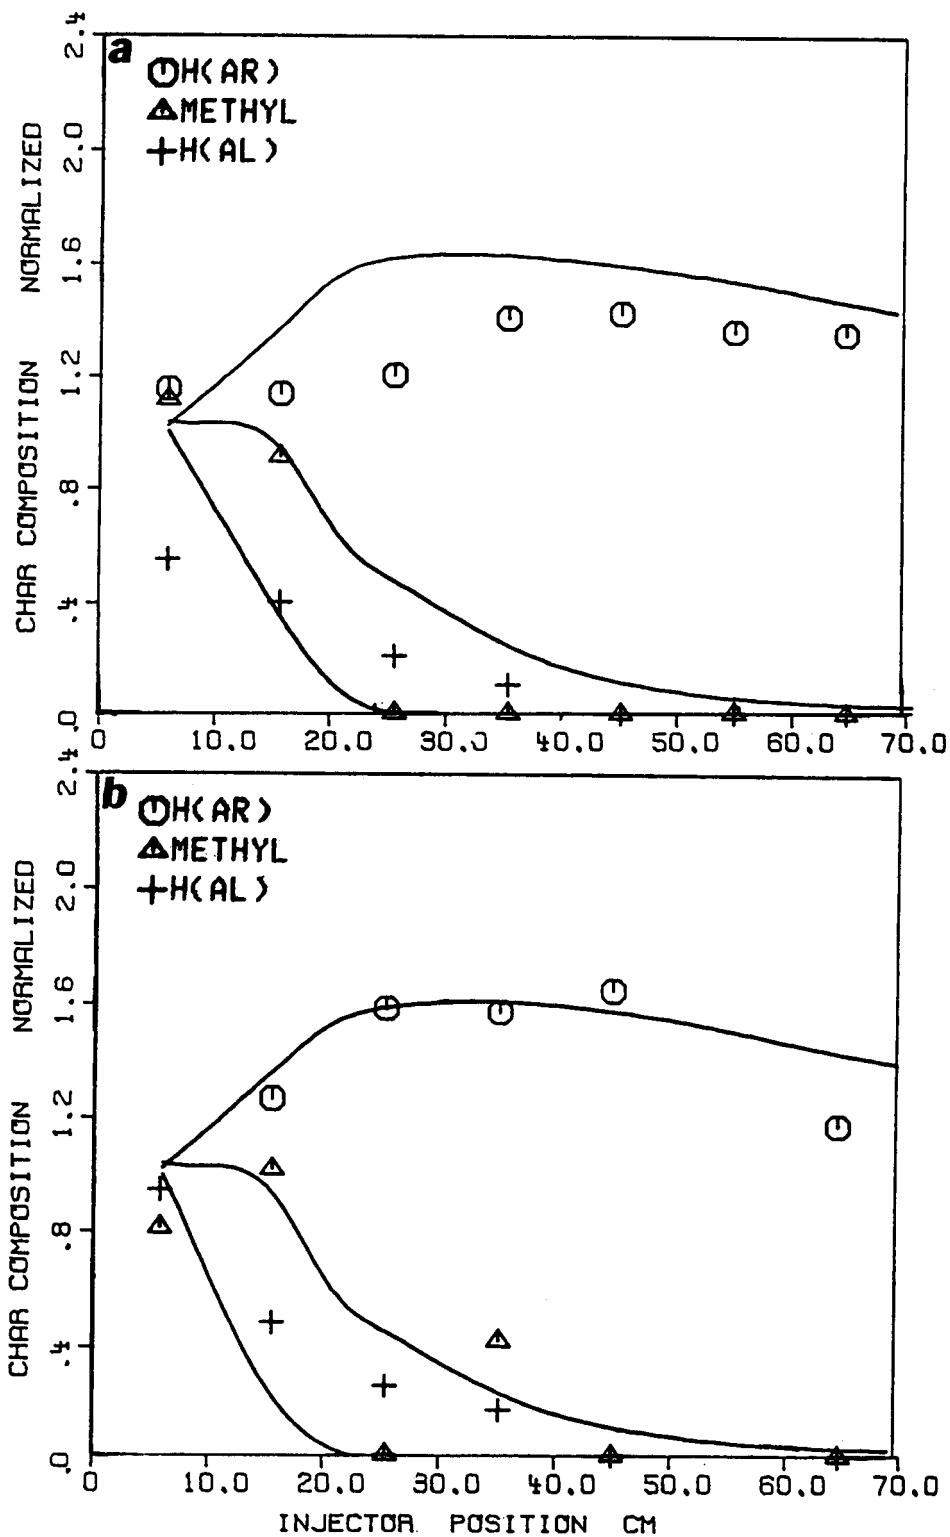 a
H(AR)
METHYL
H(AL)
CHAR COMPOSITION NORMALIZED
2.4
2.0
1.6
1.2
.8
.4
.0
0 10.0 20.0 30.0 40.0 50.0 60.0 70.0
b
H(AR)
METHYL
H(AL)
CHAR COMPOSITION NORMALIZED
2.4
2.0
1.6
1.2
.8
.4
.0
0 10.0 20.0 30.0 40.0 50.0 60.0 70.0
INJECTOR POSITION CM